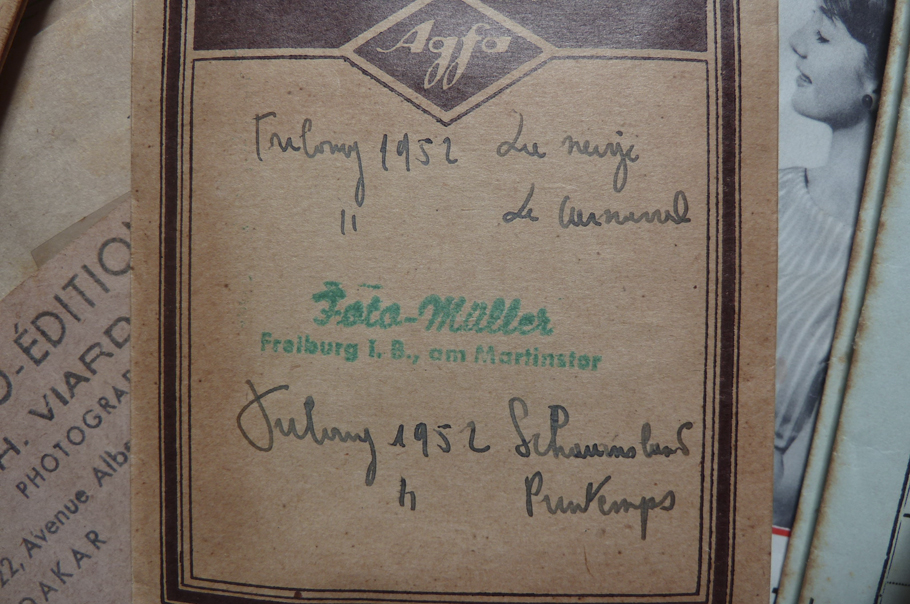 Agfa
Fribourg 1952 La neige
" Le Carnaval
Foto-Müller
Freiburg I. B., am Martinstor
Fribourg 1952 Schauinsland
" Printemps
O-ÉDITION
H. VIARD
PHOTOGRA
22, Avenue Albe
DAKAR